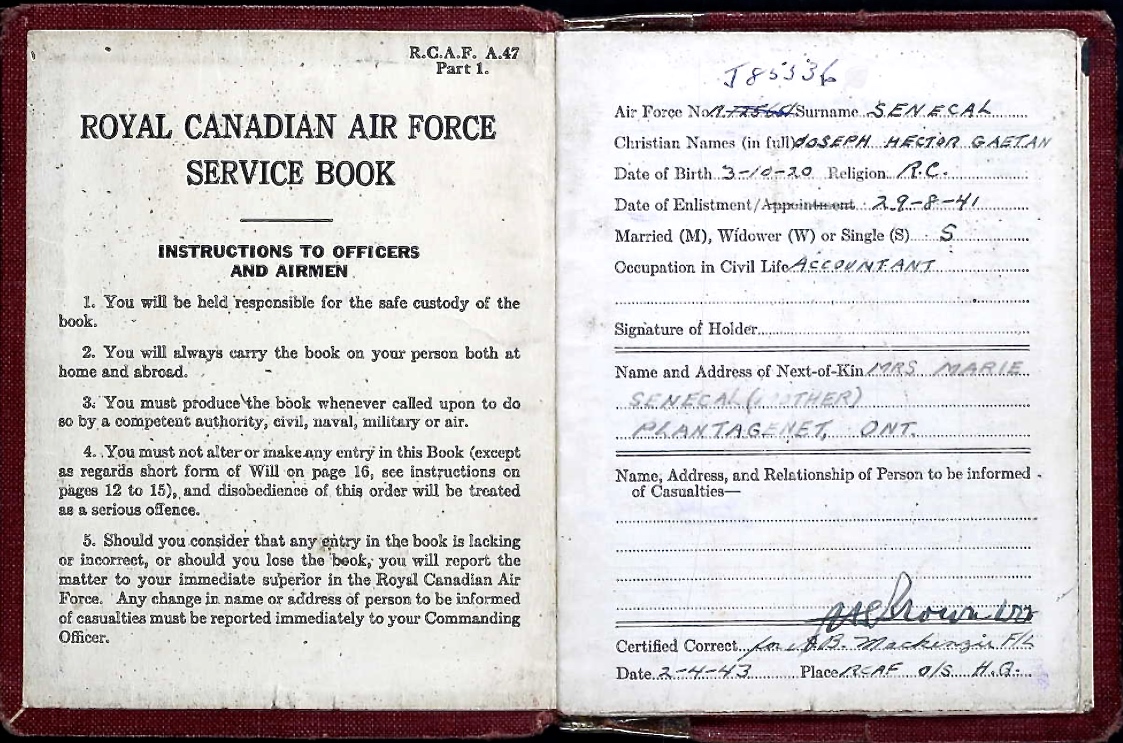 R.C.A.F. A.47
Part 1.
ROYAL CANADIAN AIR FORCE
SERVICE BOOK
INSTRUCTIONS TO OFFICERS
AND AIRMEN
1. You will be held responsible for the safe custody of the
book.
2. You will always carry the book on your person both at
home and abroad.
3. You must produce the book whenever called upon to do
so by a competent authority, civil, naval, military or air.
4. You must not alter or make any entry in this Book (except
as regards short form of Will on page 16, see instructions on
pages 12 to 15), and disobedience of this order will be treated
as a serious offence.
5. Should you consider that any entry in the book is lacking
or incorrect, or should you lose the book, you will report the
matter to your immediate superior in the Royal Canadian Air
Force. Any change in name or address of person to be informed
of casualties must be reported immediately to your Commanding
Officer.
J85536
Air Force No. Surname SENECAL
Christian Names (in full) JOSEPH HECTOR GAETAN
Date of Birth 3-10-20 Religion R.C.
Date of Enlistment/Appointment 29-8-41
Married (M), Widower (W) or Single (S) S
Occupation in Civil Life ACCOUNTANT
Signature of Holder
Name and Address of Next-of-Kin MRS MARIE
SENECAL (MOTHER)
PLANTAGENET, ONT.
Name, Address, and Relationship of Person to be informed
of Casualties—
Brown
Certified Correct for A.B. Mackenzie F/L
Date 2-4-43 Place RCAF O/S H.Q.